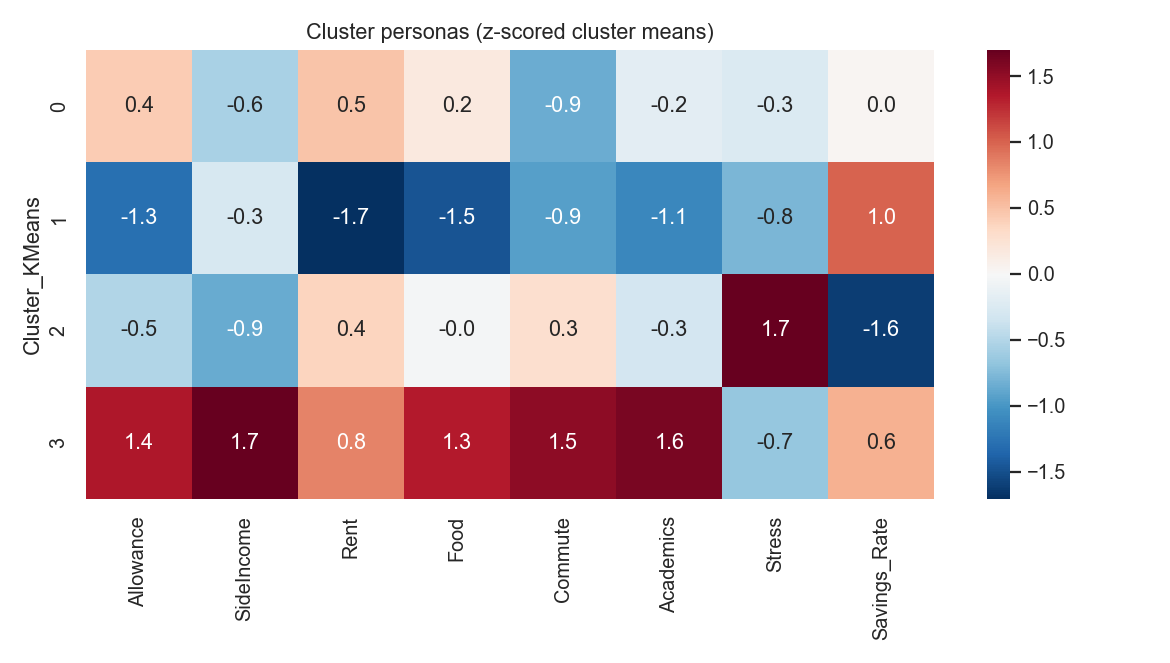 Cluster personas (z-scored cluster means)
Cluster_KMeans
0 0.4 -0.6 0.5 0.2 -0.9 -0.2 -0.3 0.0
1 -1.3 -0.3 -1.7 -1.5 -0.9 -1.1 -0.8 1.0
2 -0.5 -0.9 0.4 -0.0 0.3 -0.3 1.7 -1.6
3 1.4 1.7 0.8 1.3 1.5 1.6 -0.7 0.6
Allowance SideIncome Rent Food Commute Academics Stress Savings_Rate
1.5
1.0
0.5
0.0
−0.5
−1.0
−1.5